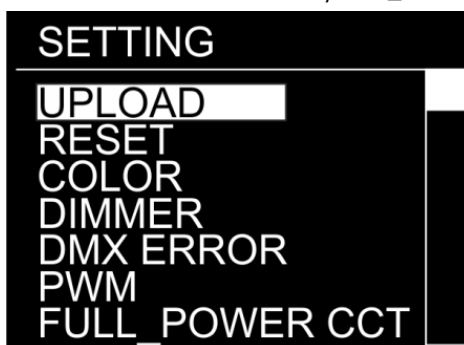 SETTING
UPLOAD
RESET
COLOR
DIMMER
DMX ERROR
PWM
FULL_POWER CCT